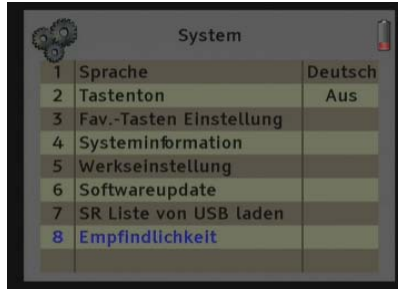 System
1 Sprache Deutsch
2 Tastenton Aus
3 Fav.-Tasten Einstellung
4 Systeminformation
5 Werkseinstellung
6 Softwareupdate
7 SR Liste von USB laden
8 Empfindlichkeit